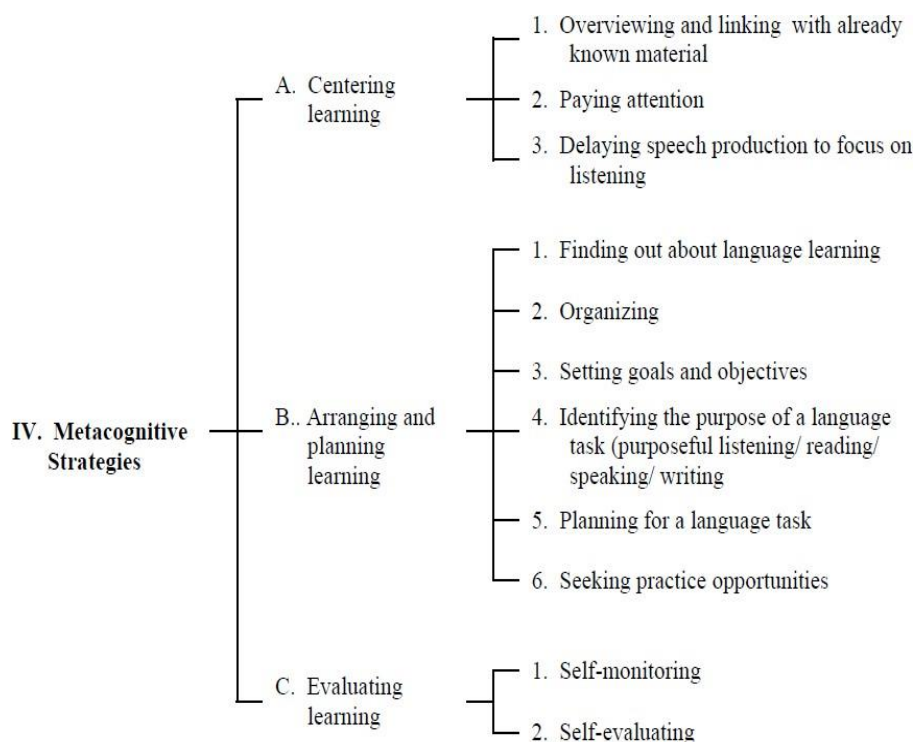 1. Overviewing and linking with already
known material
A. Centering
learning
2. Paying attention
3. Delaying speech production to focus on
listening
1. Finding out about language learning
2. Organizing
3. Setting goals and objectives
IV. Metacognitive
Strategies
B.. Arranging and
planning
learning
4. Identifying the purpose of a language
task (purposeful listening/ reading/
speaking/ writing
5. Planning for a language task
6. Seeking practice opportunities
C. Evaluating
learning
1. Self-monitoring
2. Self-evaluating